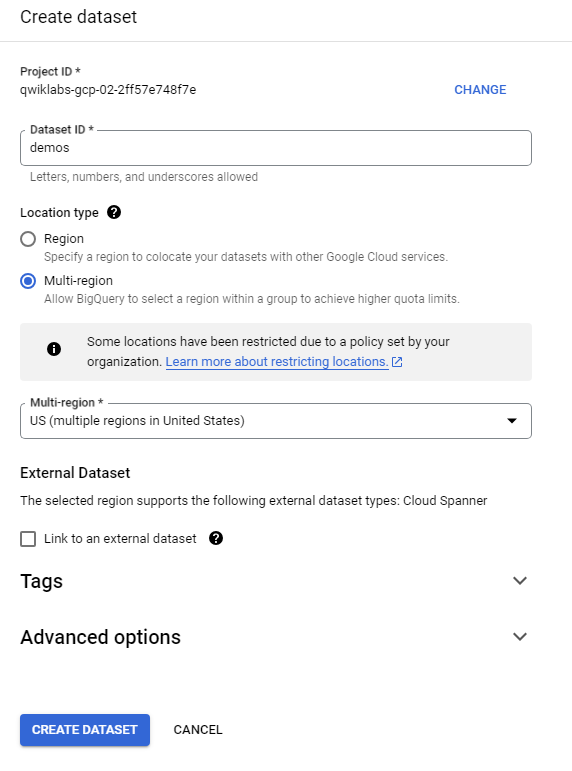 Create dataset
Project ID *
qwiklabs-gcp-02-2ff57e748f7e
CHANGE
Dataset ID *
demos
Letters, numbers, and underscores allowed
Location type
Region
Specify a region to colocate your datasets with other Google Cloud services.
Multi-region
Allow BigQuery to select a region within a group to achieve higher quota limits.
Some locations have been restricted due to a policy set by your
organization. Learn more about restricting locations.
Multi-region *
US (multiple regions in United States)
External Dataset
The selected region supports the following external dataset types: Cloud Spanner
Link to an external dataset
Tags
Advanced options
CREATE DATASET
CANCEL